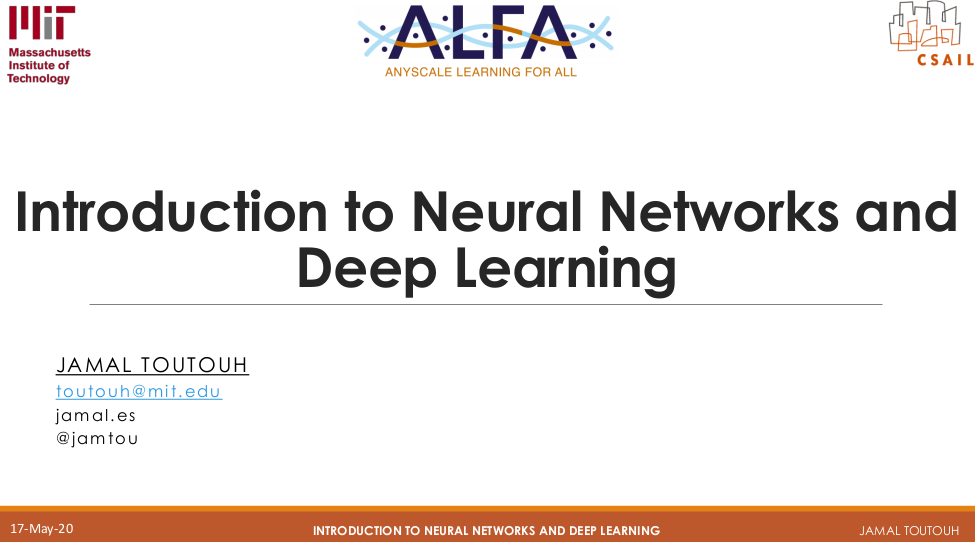 MIT
Massachusetts
Institute of
Technology
ALFA
ANYSCALE LEARNING FOR ALL
CSAIL
Introduction to Neural Networks and
Deep Learning
JAMAL TOUTOUH
toutouh@mit.edu
jamal.es
@jamtou
17-May-20
INTRODUCTION TO NEURAL NETWORKS AND DEEP LEARNING
JAMAL TOUTOUH